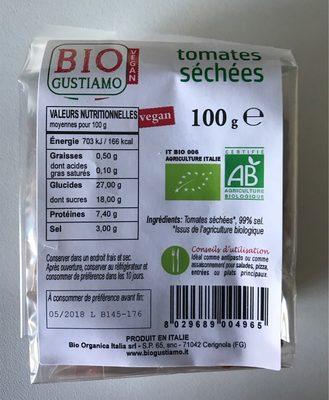 BIO
VEGAN
GUSTIAMO
tomates
séchées
VALEURS NUTRITIONNELLES
moyennes pour 100 g
vegan
100 g e
Énergie 703 kJ / 166 kcal
Graisses 0,50 g
dont acides
gras saturés 0,10 g
Glucides 27,00 g
dont sucres 18,00 g
Protéines 7,40 g
Sel 3,00 g
IT BIO 006
AGRICULTURE ITALIE
CERTIFIÉ
AB
AGRICULTURE
BIOLOGIQUE
Ingrédients: Tomates séchées*, 99% sel.
*Issus de l'agriculture biologique
Conserver dans un endroit frais et sec.
Après ouverture, conserver au réfrigérateur et
consommer de préférence dans les 10 jours.
Conseils d'utilisation
Idéal comme antipasto ou comme
assaisonnement pour salades, pizza,
entrées ou plats principaux.
À consommer de préférence avant fin:
05/2018 L B145-176
8 029689 004965
PRODUIT EN ITALIE
Bio Organica Italia srl - S.P. 65, snc - 71042 Cerignola (FG)
www.biogustiamo.it